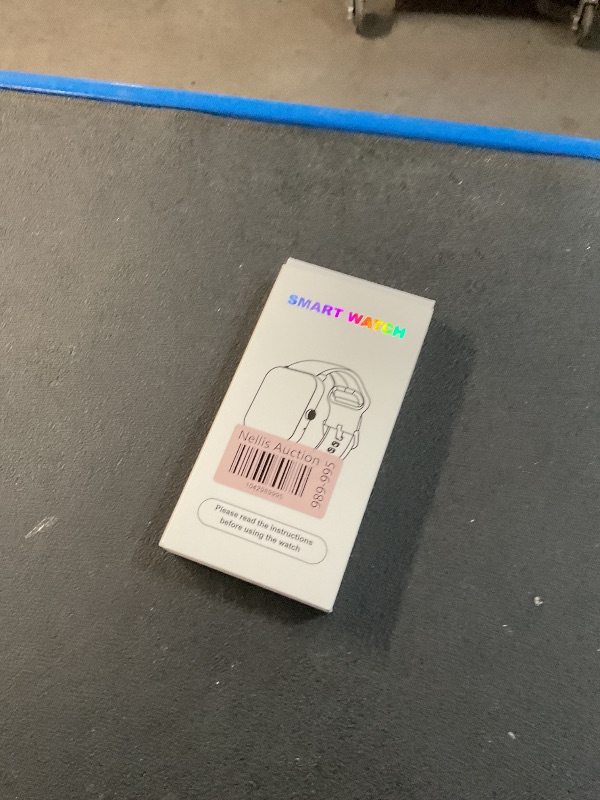 SMART WATCH
Nellis Auction
989-995
Please read the instructions
before using the watch